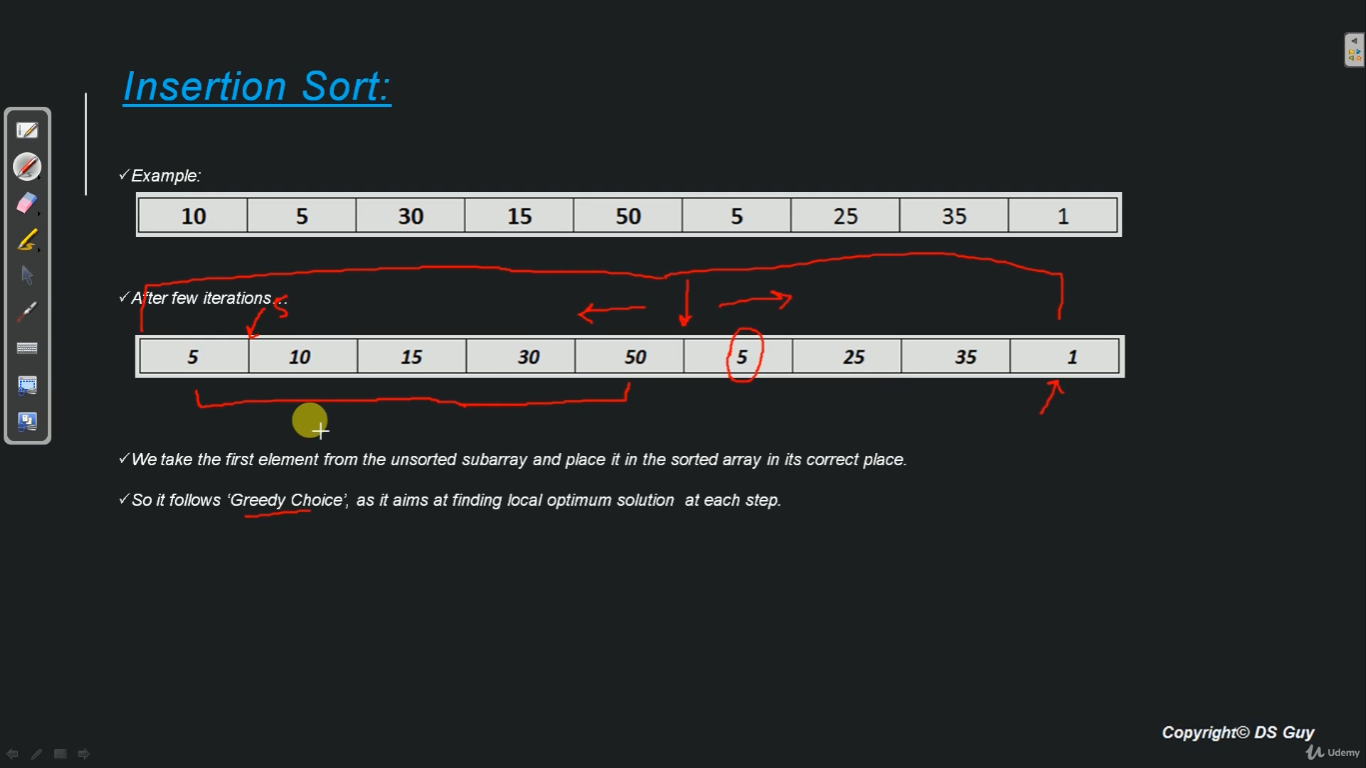 Insertion Sort:
✓Example:
10 5 30 15 50 5 25 35 1
✓After few iterations...
5
5 10 15 30 50 5 25 35 1
✓We take the first element from the unsorted subarray and place it in the sorted array in its correct place.
✓So it follows ‘Greedy Choice’, as it aims at finding local optimum solution at each step.
Copyright© DS Guy
Udemy